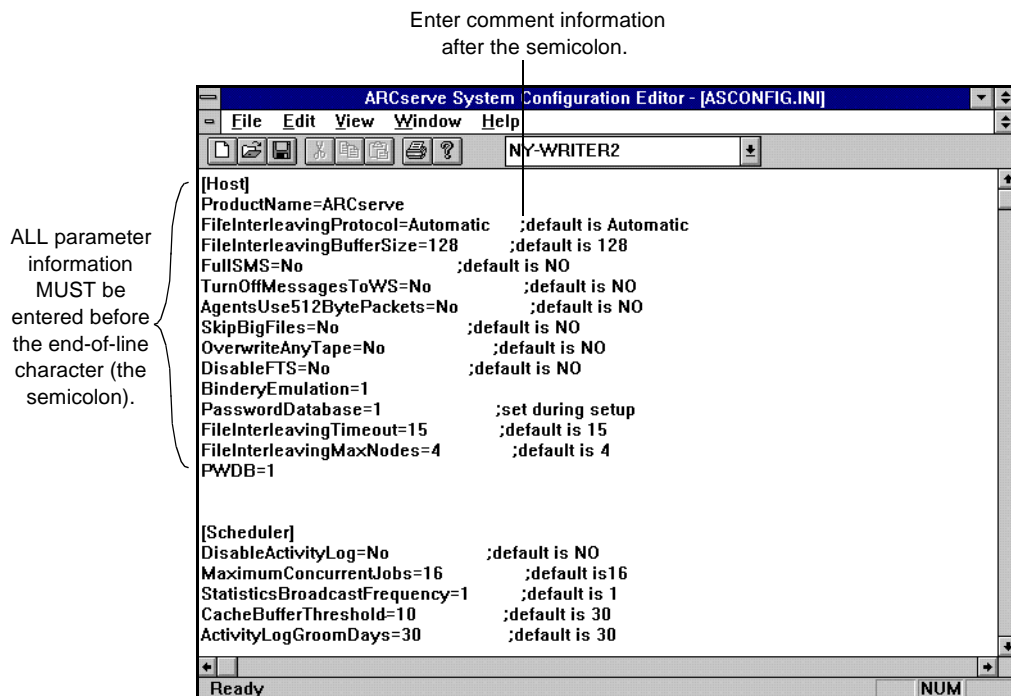 Enter comment information
after the semicolon.
ARCserve System Configuration Editor - [ASCONFIG.INI]
File Edit View Window Help
NY-WRITER2
ALL parameter
information
MUST be
entered before
the end-of-line
character (the
semicolon).
[Host]
ProductName=ARCserve
FileInterleavingProtocol=Automatic ;default is Automatic
FileInterleavingBufferSize=128 ;default is 128
FullSMS=No ;default is NO
TurnOffMessagesToWS=No ;default is NO
AgentsUse512BytePackets=No ;default is NO
SkipBigFiles=No ;default is NO
OverwriteAnyTape=No ;default is NO
DisableFTS=No ;default is NO
BinderyEmulation=1
PasswordDatabase=1 ;set during setup
FileInterleavingTimeout=15 ;default is 15
FileInterleavingMaxNodes=4 ;default is 4
PWDB=1
[Scheduler]
DisableActivityLog=No ;default is NO
MaximumConcurrentJobs=16 ;default is16
StatisticsBroadcastFrequency=1 ;default is 1
CacheBufferThreshold=10 ;default is 30
ActivityLogGroomDays=30 ;default is 30
Ready NUM